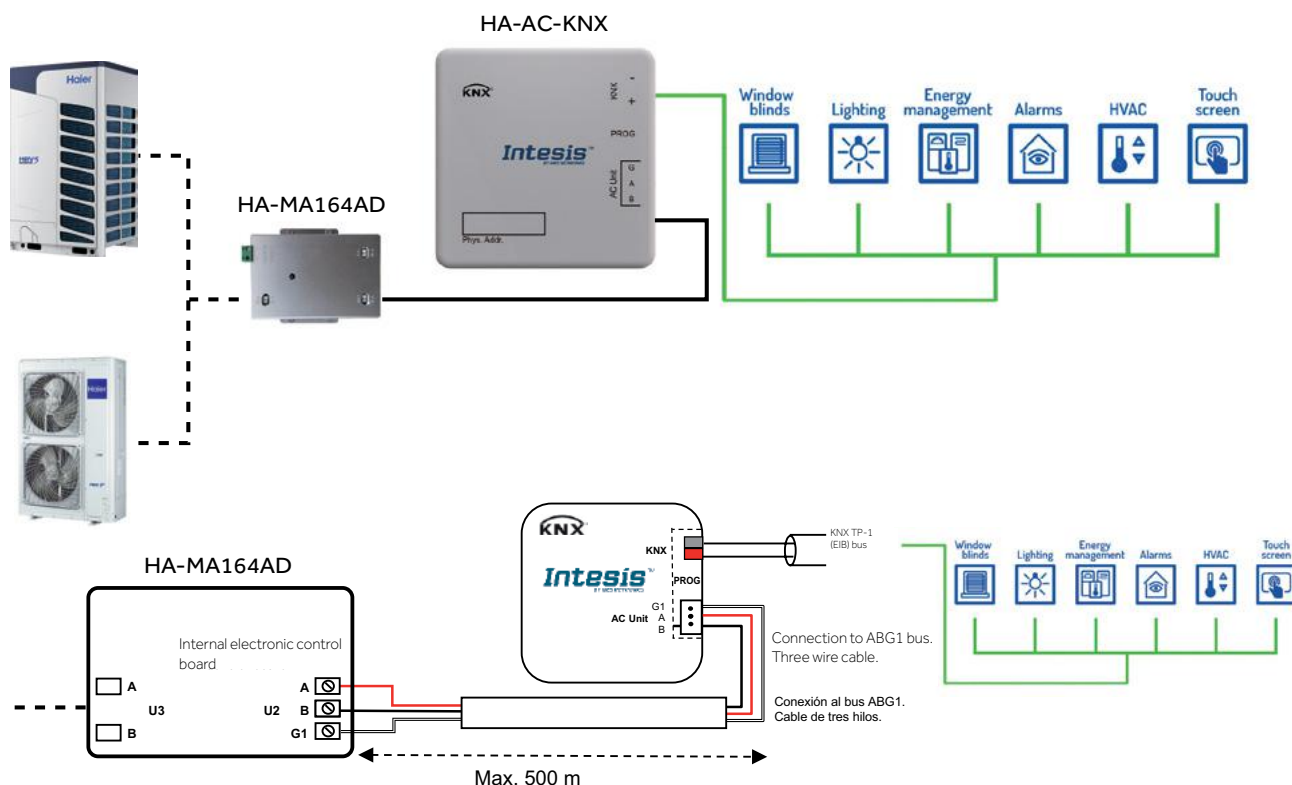 HA-AC-KNX
Haier
KNX
KNX
-
+
PROG
Intesis™
AC Unit
G
A
B
Phys. Addr.
HA-MA164AD
Window
blinds
Lighting
Energy
management
Alarms
HVAC
Touch
screen
Haier
HA-MA164AD
Internal electronic control
board
A
B
U3
U2
A
B
G1
KNX
KNX
Intesis™
PROG
AC Unit
G1
A
B
KNX TP-1
(EIB) bus
Connection to ABG1 bus.
Three wire cable.
Conexión al bus ABG1.
Cable de tres hilos.
Max. 500 m
Window
blinds
Lighting
Energy
management
Alarms
HVAC
Touch
screen